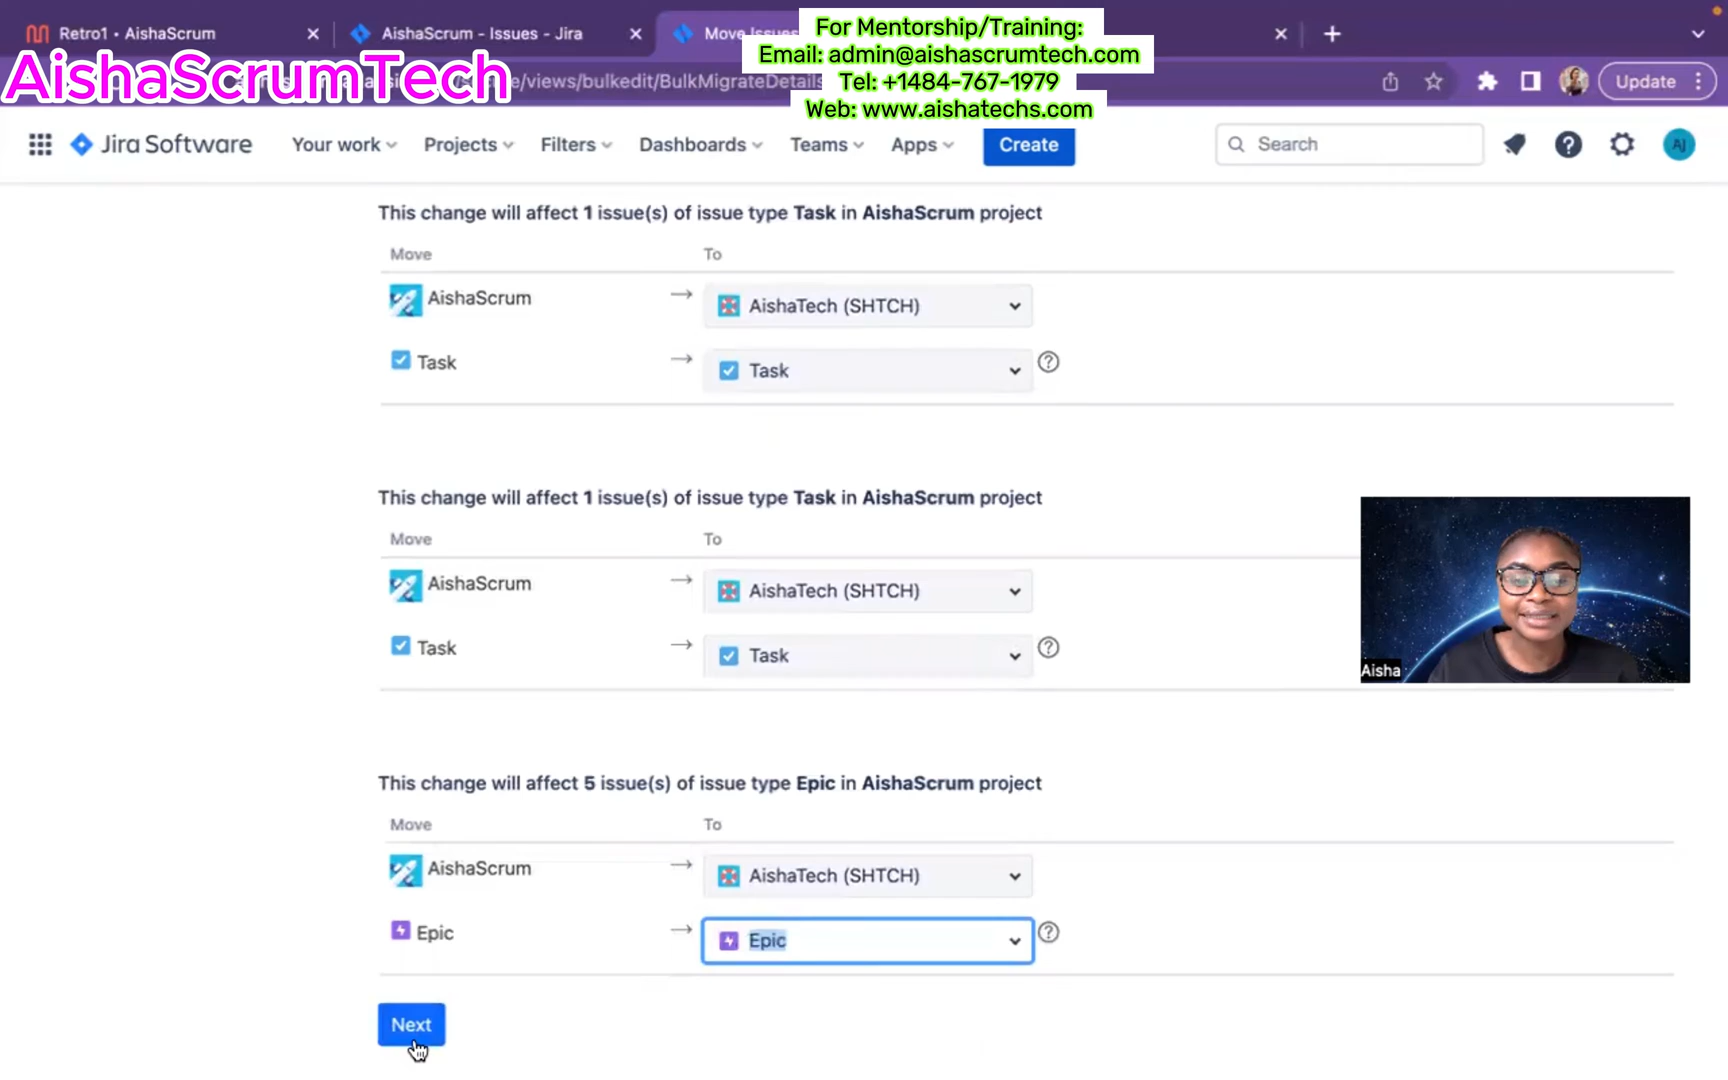 Retro1 • AishaScrum
AishaScrum - Issues - Jira
Move Issues
For Mentorship/Training:
Email: admin@aishascrumtech.com
Tel: +1484-767-1979
Web: www.aishatechs.com
AishaScrumTech
/views/bulkedit/BulkMigrateDetails
Update
Jira Software
Your work
Projects
Filters
Dashboards
Teams
Apps
Create
Search
AJ
This change will affect 1 issue(s) of issue type Task in AishaScrum project
Move To
AishaScrum → AishaTech (SHTCH)
Task → Task
This change will affect 1 issue(s) of issue type Task in AishaScrum project
Move To
AishaScrum → AishaTech (SHTCH)
Task → Task
Aisha
This change will affect 5 issue(s) of issue type Epic in AishaScrum project
Move To
AishaScrum → AishaTech (SHTCH)
Epic → Epic
Next